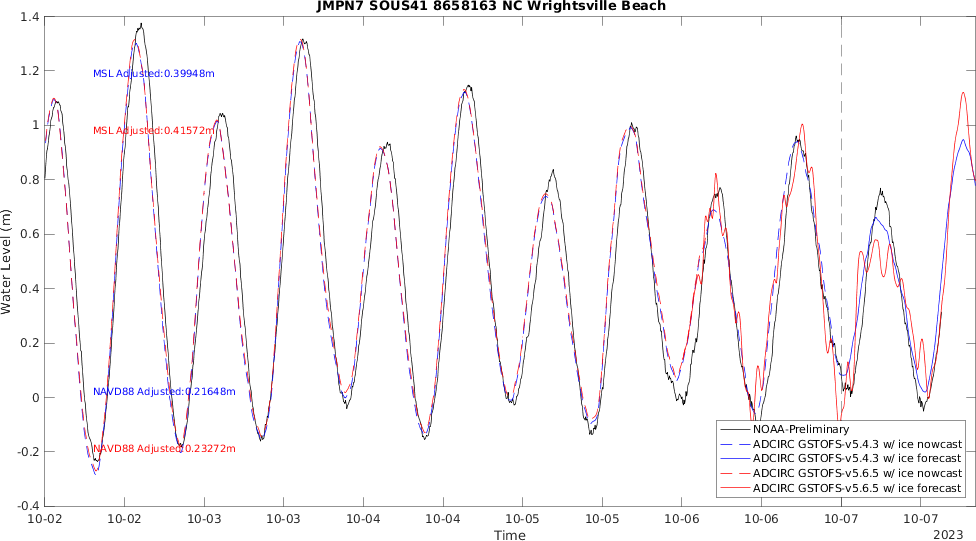 JMPN7 SOUS41 8658163 NC Wrightsville Beach
1.4
1.2
1
0.8
0.6
0.4
0.2
0
-0.2
-0.4
Water Level (m)
MSL Adjusted:0.39948m
MSL Adjusted:0.41572m
NAVD88 Adjusted:0.21648m
NAVD88 Adjusted:0.23272m
NOAA-Preliminary
ADCIRC GSTOFS-v5.4.3 w/ ice nowcast
ADCIRC GSTOFS-v5.4.3 w/ ice forecast
ADCIRC GSTOFS-v5.6.5 w/ ice nowcast
ADCIRC GSTOFS-v5.6.5 w/ ice forecast
10-02 10-02 10-03 10-03 10-04 10-04 10-05 10-05 10-06 10-06 10-07 10-07
Time
2023